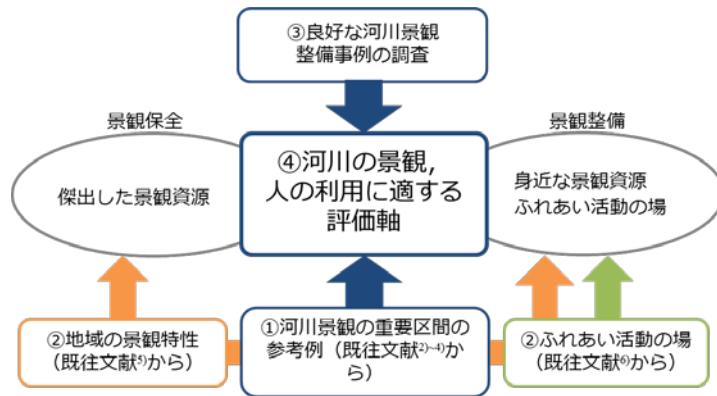 ③良好な河川景観
整備事例の調査
景観保全
景観整備
傑出した景観資源
④河川の景観，
人の利用に適する
評価軸
身近な景観資源
ふれあい活動の場
②地域の景観特性
（既往文献5)から）
①河川景観の重要区間の
参考例（既往文献2)~4)か
ら）
②ふれあい活動の場
（既往文献6)から）